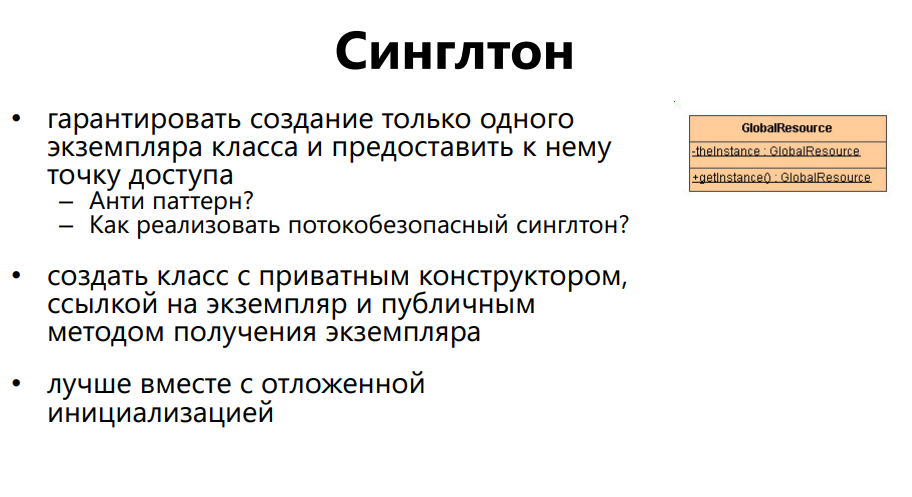 Синглтон
• гарантировать создание только одного
экземпляра класса и предоставить к нему
точку доступа
– Анти паттерн?
– Как реализовать потокобезопасный синглтон?
• создать класс с приватным конструктором,
ссылкой на экземпляр и публичным
методом получения экземпляра
• лучше вместе с отложенной
инициализацией
GlobalResource
-theInstance : GlobalResource
+getInstance() : GlobalResource